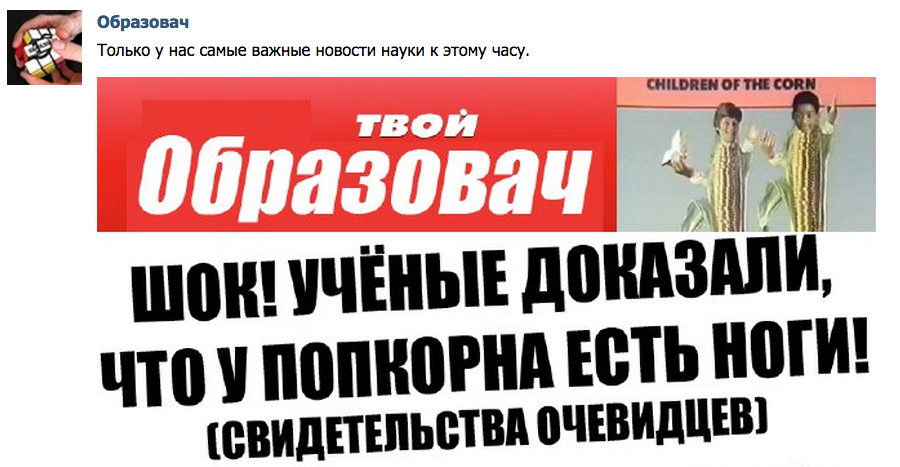 Образовач
Только у нас самые важные новости науки к этому часу.
CHILDREN OF THE CORN
ТВОЙ
Образовач
ШОК! УЧЁНЫЕ ДОКАЗАЛИ,
ЧТО У ПОПКОРНА ЕСТЬ НОГИ!
(СВИДЕТЕЛЬСТВА ОЧЕВИДЦЕВ)